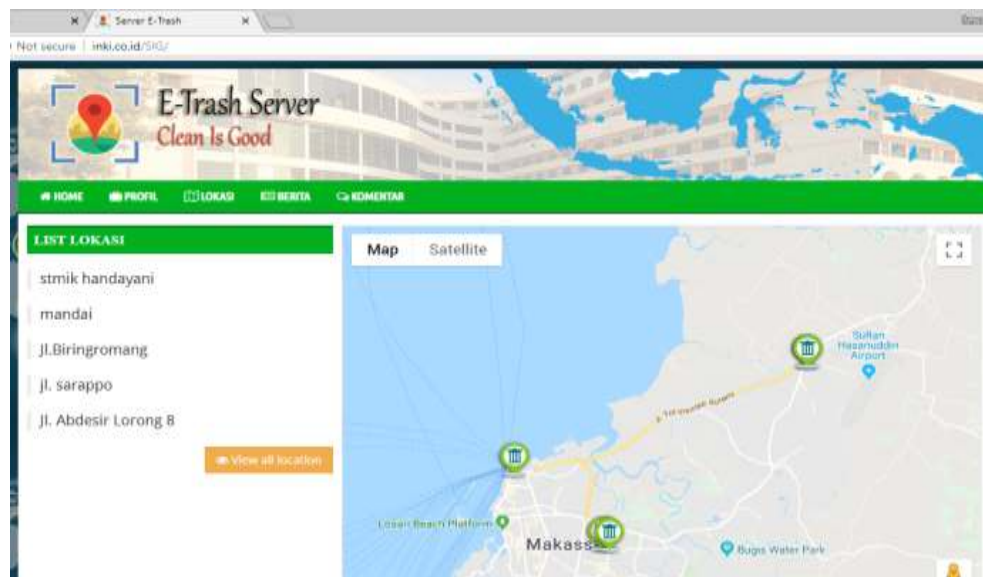 Server E-Trash
Not secure | inki.co.id/SIG/
E-Trash Server
Clean Is Good
HOME PROFIL LOKASI BERITA KOMENTAR
LIST LOKASI
stmik handayani
mandai
Jl.Biringromang
jl. sarappo
Jl. Abdesir Lorong 8
View all location
Map Satellite
Sultan
Hasanuddin
Airport
Losari Beach Platform
Makass
Bugis Water Park